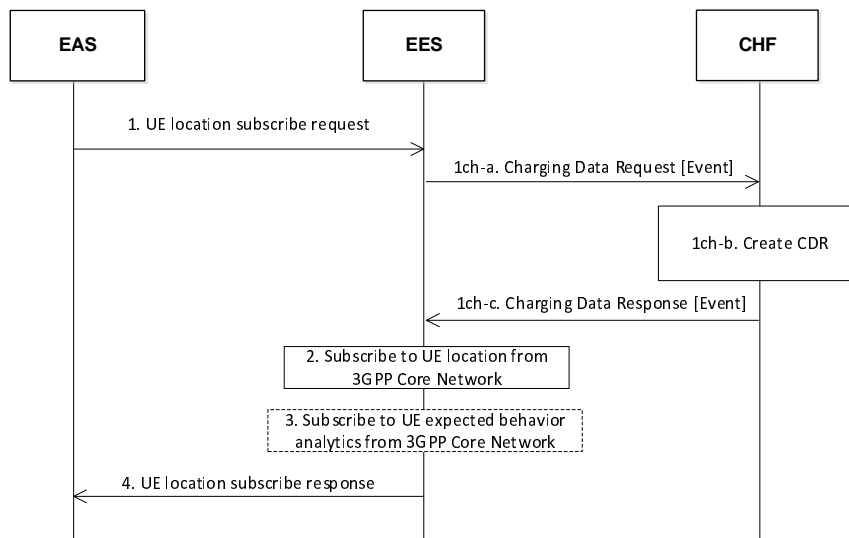 EAS
EES
CHF
1. UE location subscribe request
1ch-a. Charging Data Request [Event]
1ch-b. Create CDR
1ch-c. Charging Data Response [Event]
2. Subscribe to UE location from
3GPP Core Network
3. Subscribe to UE expected behavior
analytics from 3GPP Core Network
4. UE location subscribe response